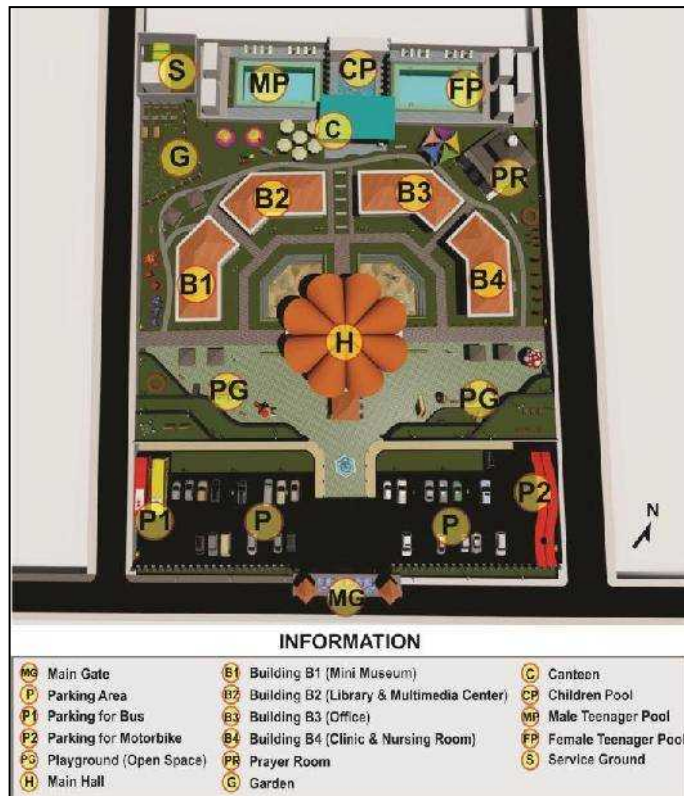 S
MP
CP
FP
C
G
PR
B2
B3
B1
B4
H
PG
PG
P1
P
P
P2
N
MG
INFORMATION
MG Main Gate
P Parking Area
P1 Parking for Bus
P2 Parking for Motorbike
PG Playground (Open Space)
H Main Hall
B1 Building B1 (Mini Museum)
B2 Building B2 (Library & Multimedia Center)
B3 Building B3 (Office)
B4 Building B4 (Clinic & Nursing Room)
PR Prayer Room
G Garden
C Canteen
CP Children Pool
MP Male Teenager Pool
FP Female Teenager Pool
S Service Ground